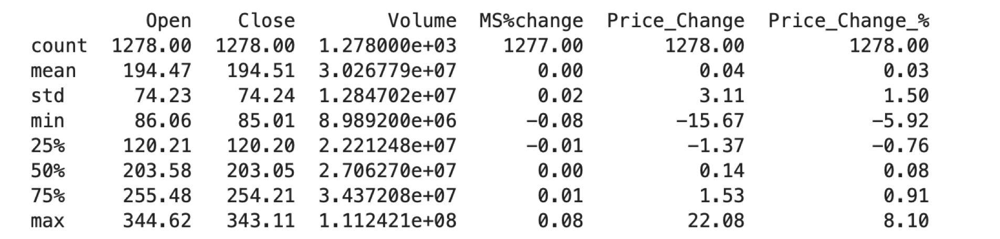 Open Close Volume MS%change Price_Change Price_Change_%
count 1278.00 1278.00 1.278000e+03 1277.00 1278.00 1278.00
mean 194.47 194.51 3.026779e+07 0.00 0.04 0.03
std 74.23 74.24 1.284702e+07 0.02 3.11 1.50
min 86.06 85.01 8.989200e+06 -0.08 -15.67 -5.92
25% 120.21 120.20 2.221248e+07 -0.01 -1.37 -0.76
50% 203.58 203.05 2.706270e+07 0.00 0.14 0.08
75% 255.48 254.21 3.437208e+07 0.01 1.53 0.91
max 344.62 343.11 1.112421e+08 0.08 22.08 8.10